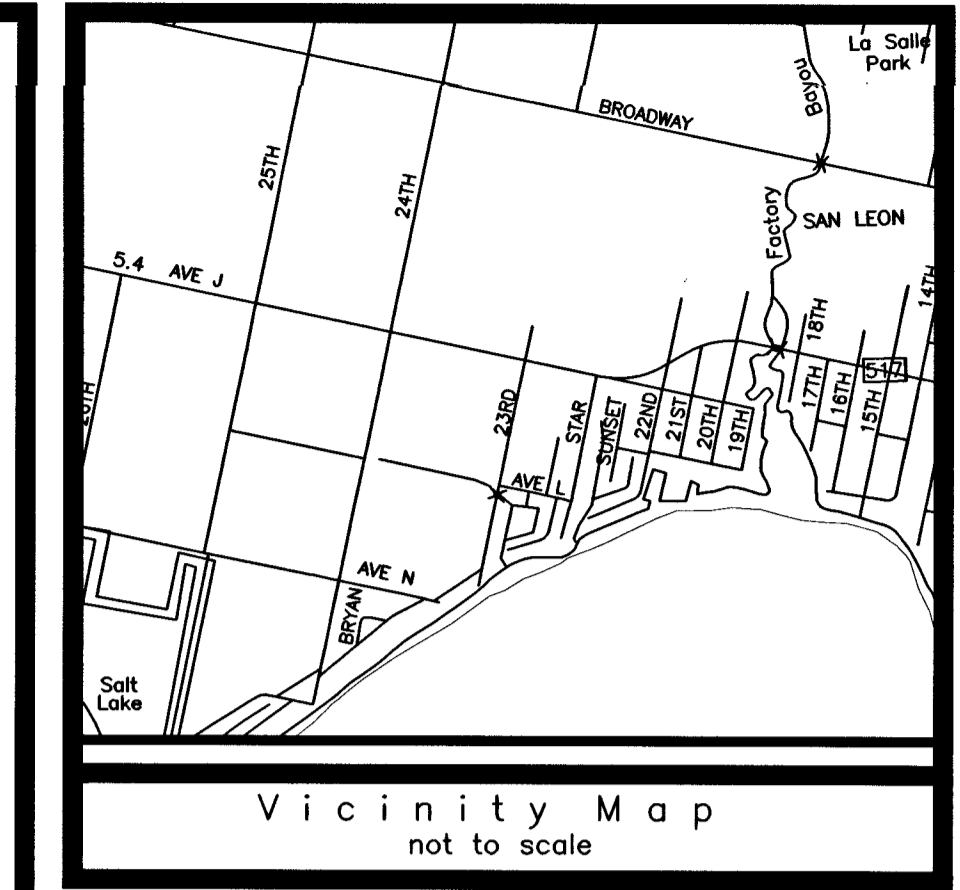 La Salle
Park
Bayou
BROADWAY
25TH
24TH
Factory
SAN LEON
5.4
AVE J
14TH
18TH
517
26TH
23RD
STAR
SUNSET
22ND
21ST
20TH
19TH
17TH
16TH
15TH
AVE L
AVE N
BRYAN
Salt
Lake
Vicinity Map
not to scale